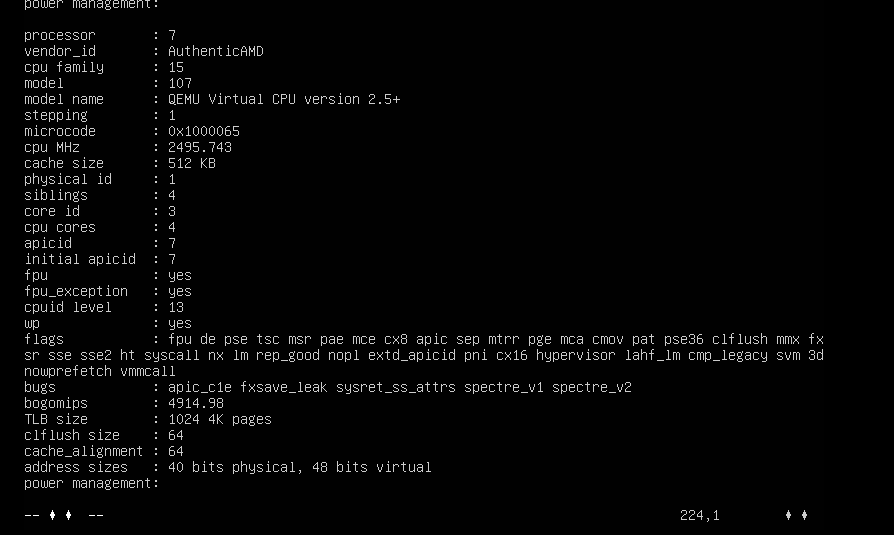 power management:
processor : 7
vendor_id : AuthenticAMD
cpu family : 15
model : 107
model name : QEMU Virtual CPU version 2.5+
stepping : 1
microcode : 0x1000065
cpu MHz : 2495.743
cache size : 512 KB
physical id : 1
siblings : 4
core id : 3
cpu cores : 4
apicid : 7
initial apicid : 7
fpu : yes
fpu_exception : yes
cpuid level : 13
wp : yes
flags : fpu de pse tsc msr pae mce cx8 apic sep mtrr pge mca cmov pat pse36 clflush mmx fx
sr sse sse2 ht syscall nx lm rep_good nopl extd_apicid pni cx16 hypervisor lahf_lm cmp_legacy svm 3d
nowprefetch vmmcall
bugs : apic_c1e fxsave_leak sysret_ss_attrs spectre_v1 spectre_v2
bogomips : 4914.98
TLB size : 1024 4K pages
clflush size : 64
cache_alignment : 64
address sizes : 40 bits physical, 48 bits virtual
power management:
-- ♦ ♦ -- 224,1 ♦ ♦